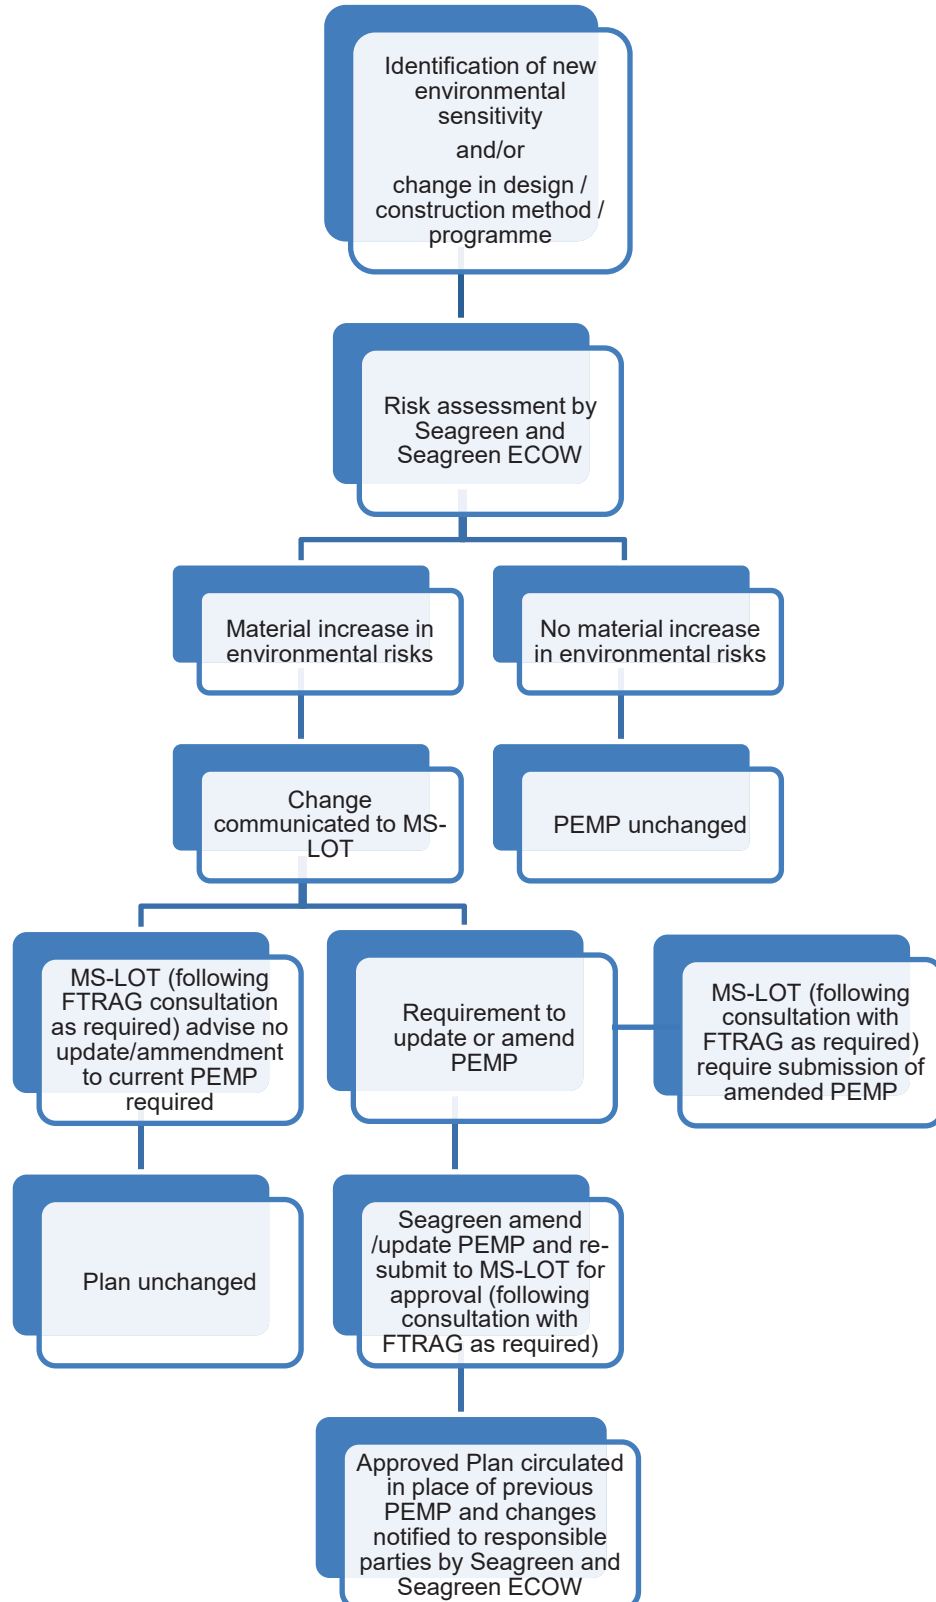 Identification of new
environmental
sensitivity
and/or
change in design /
construction method /
programme
Risk assessment by
Seagreen and
Seagreen ECOW
Material increase in
environmental risks
No material increase
in environmental risks
Change
communicated to MS-
LOT
PEMP unchanged
MS-LOT (following
FTRAG consultation
as required) advise no
update/ammendment
to current PEMP
required
Requirement to
update or amend
PEMP
MS-LOT (following
consultation with
FTRAG as required)
require submission of
amended PEMP
Plan unchanged
Seagreen amend
/update PEMP and re-
submit to MS-LOT for
approval (following
consultation with
FTRAG as required)
Approved Plan circulated
in place of previous
PEMP and changes
notified to responsible
parties by Seagreen and
Seagreen ECOW